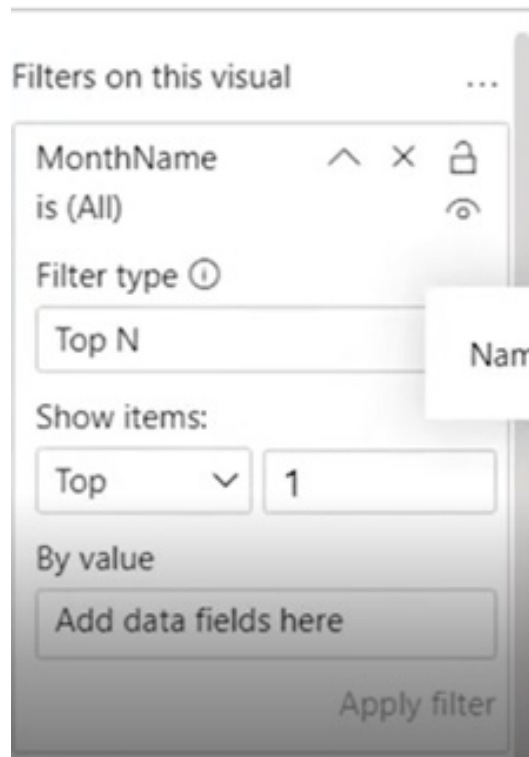 Filters on this visual
MonthName
is (All)
Filter type
Top N
Show items:
Top 1
By value
Add data fields here
Apply filter